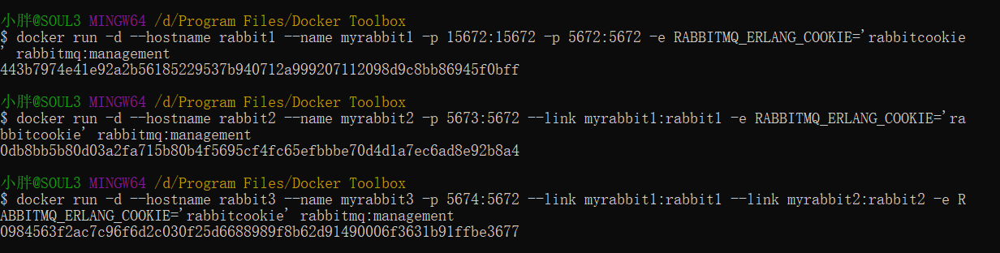 小胖@SOUL3 MINGW64 /d/Program Files/Docker Toolbox
$ docker run -d --hostname rabbit1 --name myrabbit1 -p 15672:15672 -p 5672:5672 -e RABBITMQ_ERLANG_COOKIE='rabbitcookie
' rabbitmq:management
443b7974e41e92a2b56185229537b940712a999207112098d9c8bb86945f0bff
小胖@SOUL3 MINGW64 /d/Program Files/Docker Toolbox
$ docker run -d --hostname rabbit2 --name myrabbit2 -p 5673:5672 --link myrabbit1:rabbit1 -e RABBITMQ_ERLANG_COOKIE='ra
bbitcookie' rabbitmq:management
0db8bb5b80d03a2fa715b80b4f5695cf4fc65efbbbe70d4d1a7ec6ad8e92b8a4
小胖@SOUL3 MINGW64 /d/Program Files/Docker Toolbox
$ docker run -d --hostname rabbit3 --name myrabbit3 -p 5674:5672 --link myrabbit1:rabbit1 --link myrabbit2:rabbit2 -e R
ABBITMQ_ERLANG_COOKIE='rabbitcookie' rabbitmq:management
0984563f2ac7c96f6d2c030f25d6688989f8b62d91490006f3631b91ffbe3677